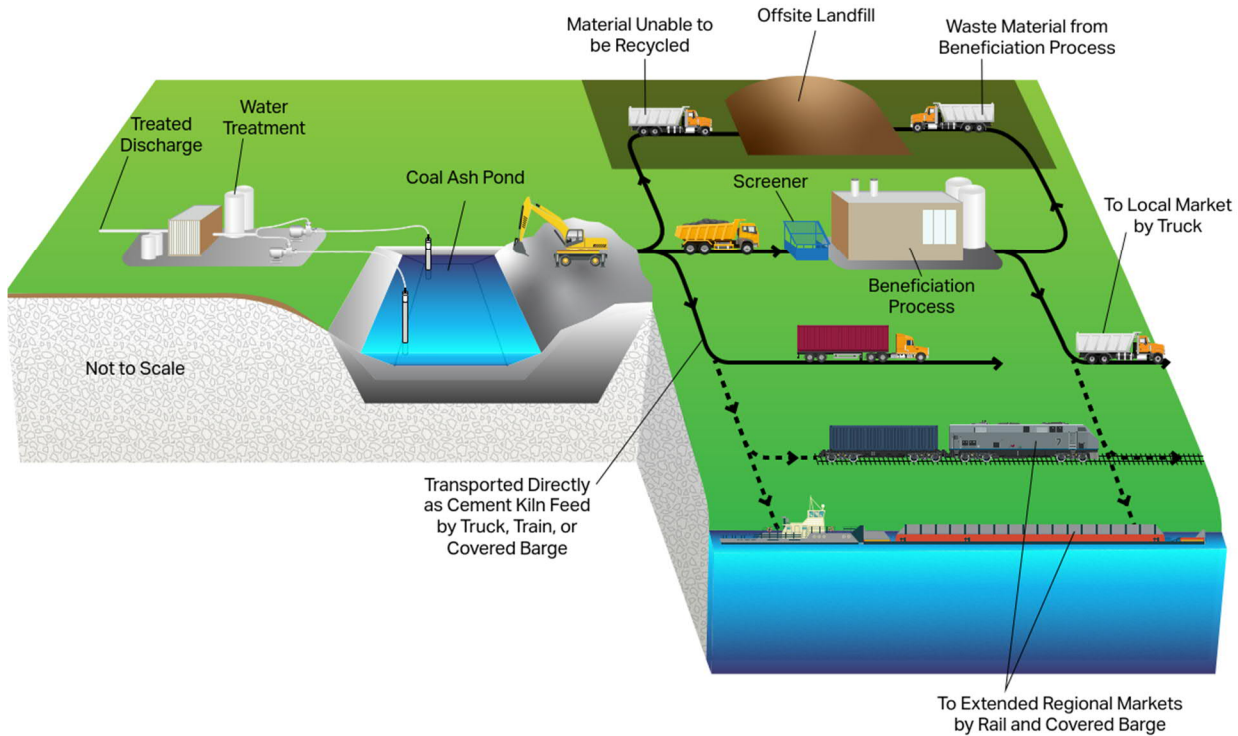 Material Unable to
be Recycled
Offsite Landfill
Waste Material from
Beneficiation Process
Treated
Discharge
Water
Treatment
Coal Ash Pond
Screener
To Local Market
by Truck
Beneficiation
Process
Not to Scale
Transported Directly
as Cement Kiln Feed
by Truck, Train, or
Covered Barge
7
To Extended Regional Markets
by Rail and Covered Barge